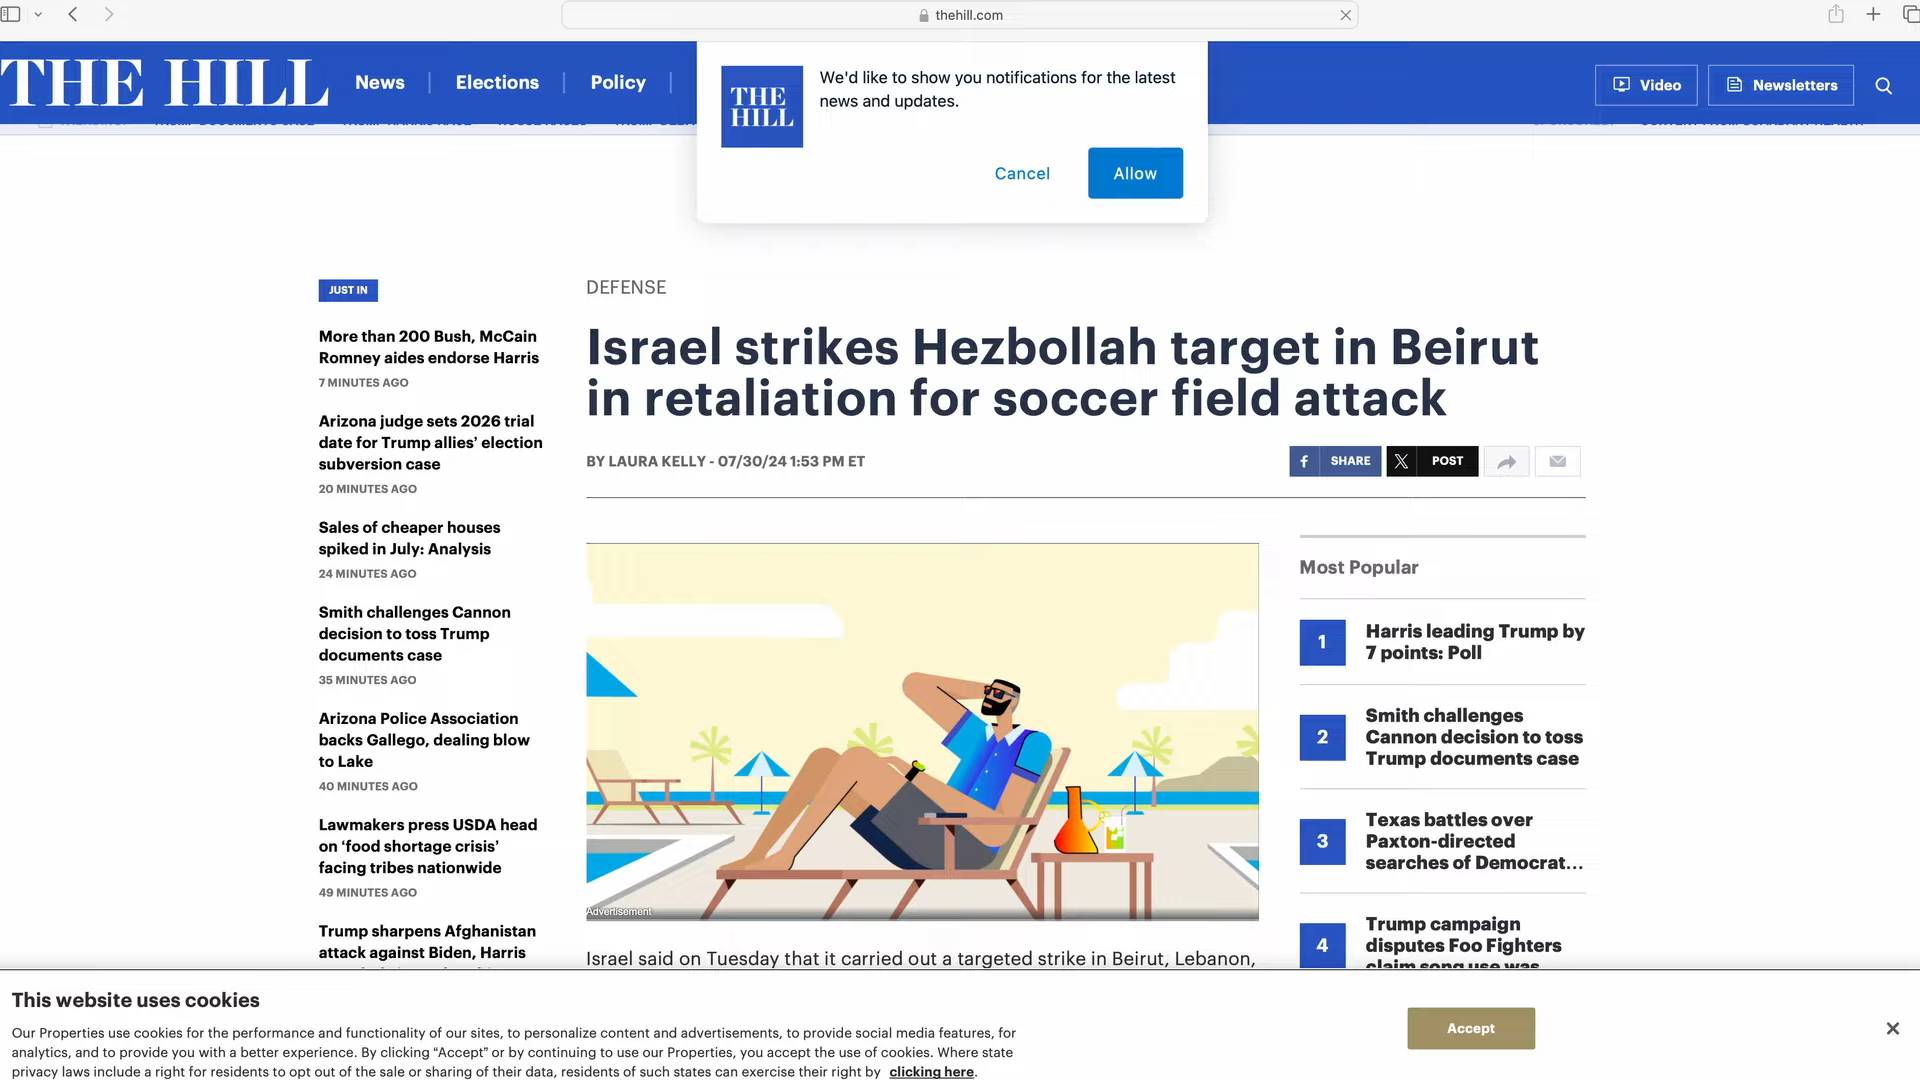 thehill.com
THE HILL
News
Elections
Policy
THE
HILL
We'd like to show you notifications for the latest
news and updates.
Cancel
Allow
Video
Newsletters
JUST IN
More than 200 Bush, McCain
Romney aides endorse Harris
7 MINUTES AGO
Arizona judge sets 2026 trial
date for Trump allies’ election
subversion case
20 MINUTES AGO
Sales of cheaper houses
spiked in July: Analysis
24 MINUTES AGO
Smith challenges Cannon
decision to toss Trump
documents case
35 MINUTES AGO
Arizona Police Association
backs Gallego, dealing blow
to Lake
40 MINUTES AGO
Lawmakers press USDA head
on ‘food shortage crisis’
facing tribes nationwide
49 MINUTES AGO
Trump sharpens Afghanistan
attack against Biden, Harris
DEFENSE
Israel strikes Hezbollah target in Beirut
in retaliation for soccer field attack
BY LAURA KELLY - 07/30/24 1:53 PM ET
SHARE
POST
Advertisement
Israel said on Tuesday that it carried out a targeted strike in Beirut, Lebanon,
Most Popular
1
Harris leading Trump by
7 points: Poll
2
Smith challenges
Cannon decision to toss
Trump documents case
3
Texas battles over
Paxton-directed
searches of Democrat...
4
Trump campaign
disputes Foo Fighters
claim song use was
This website uses cookies
Our Properties use cookies for the performance and functionality of our sites, to personalize content and advertisements, to provide social media features, for
analytics, and to provide you with a better experience. By clicking “Accept” or by continuing to use our Properties, you accept the use of cookies. Where state
privacy laws include a right for residents to opt out of the sale or sharing of their data, residents of such states can exercise their right by clicking here.
Accept